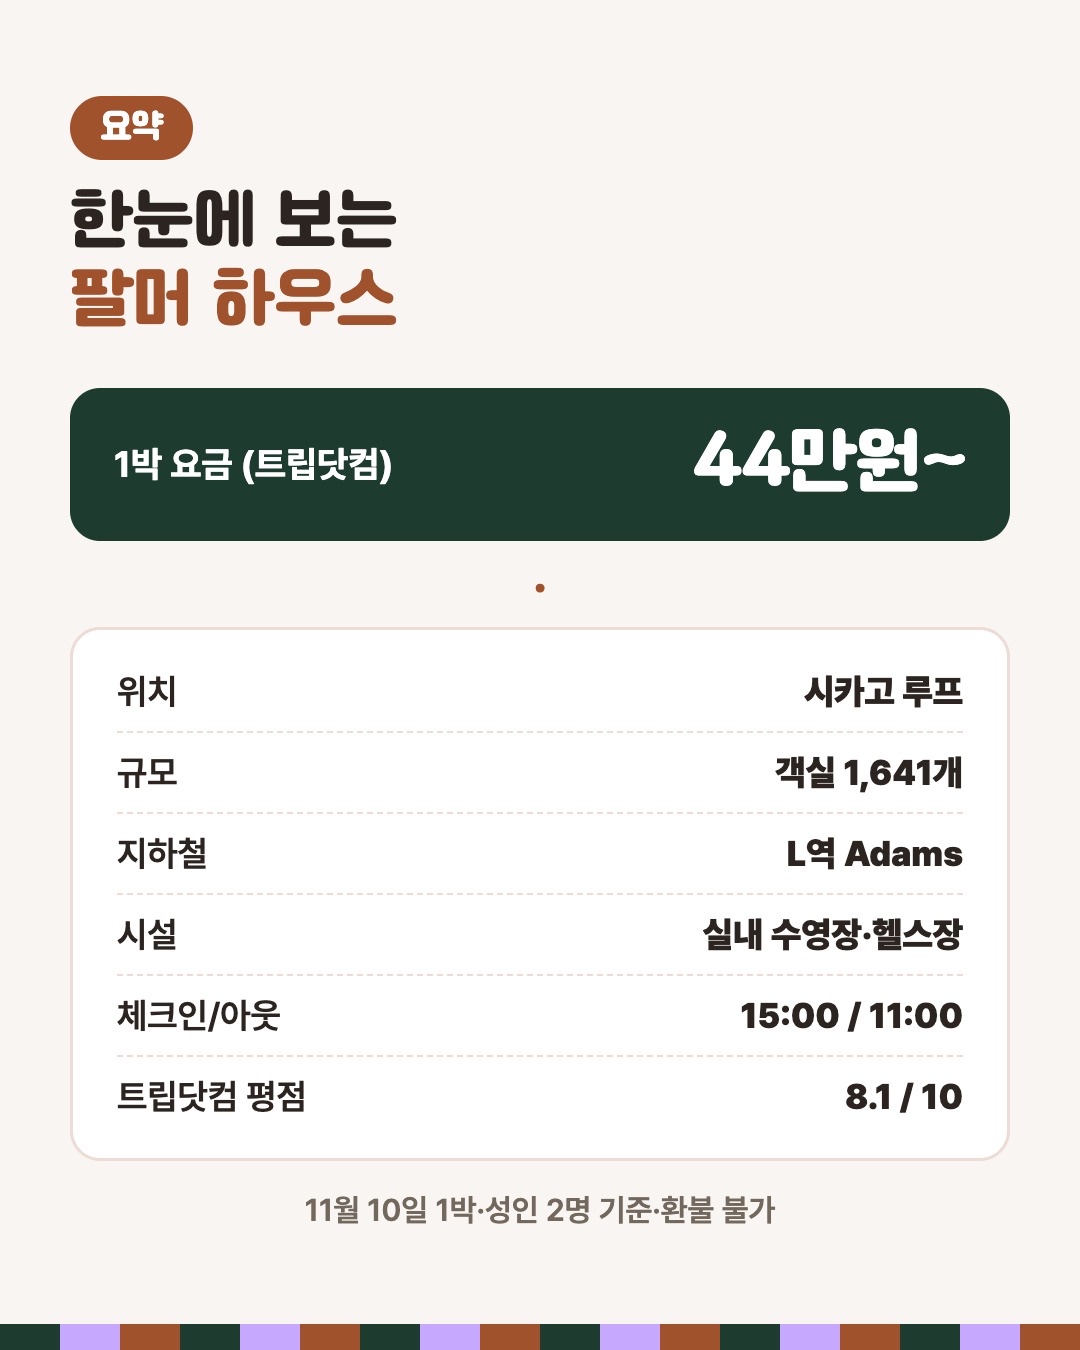 요약
한눈에 보는
팔머 하우스
1박 요금 (트립닷컴) 44만원~
위치 시카고 루프
규모 객실 1,641개
지하철 L역 Adams
시설 실내 수영장·헬스장
체크인/아웃 15:00 / 11:00
트립닷컴 평점 8.1 / 10
11월 10일 1박·성인 2명 기준·환불 불가